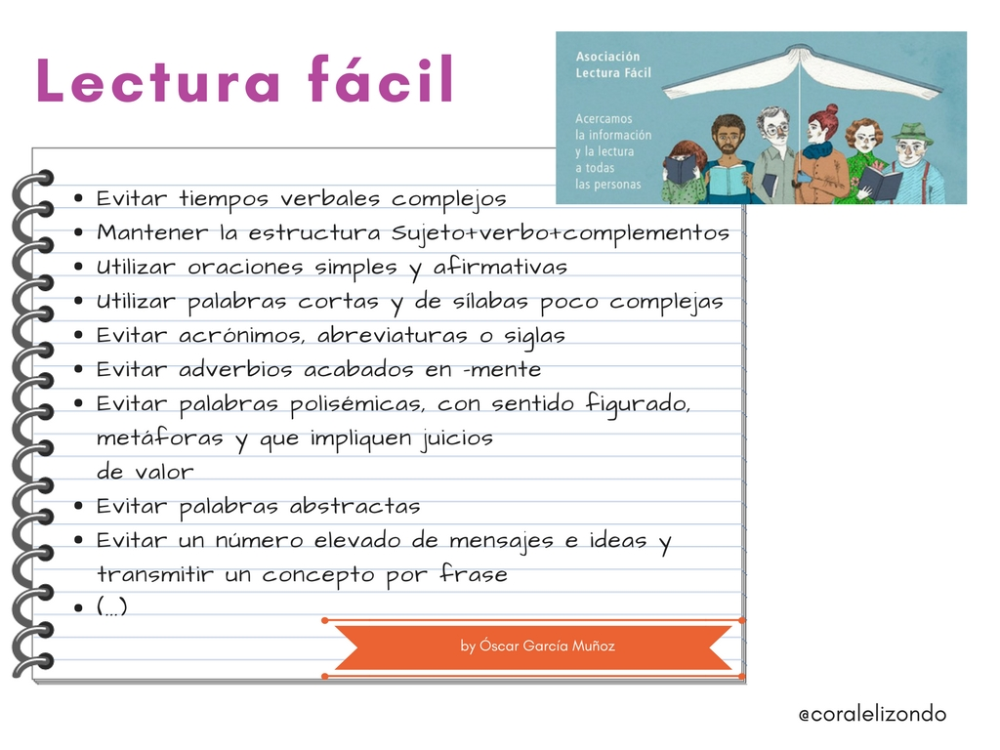 Lectura fácil
Asociación
Lectura Fácil
Acercamos
la información
y la lectura
a todas
las personas
• Evitar tiempos verbales complejos
• Mantener la estructura Sujeto+verbo+complementos
• Utilizar oraciones simples y afirmativas
• Utilizar palabras cortas y de sílabas poco complejas
• Evitar acrónimos, abreviaturas o siglas
• Evitar adverbios acabados en -mente
• Evitar palabras polisémicas, con sentido figurado,
metáforas y que impliquen juicios
de valor
• Evitar palabras abstractas
• Evitar un número elevado de mensajes e ideas y
transmitir un concepto por frase
• (...)
by Óscar García Muñoz
@coralelizondo